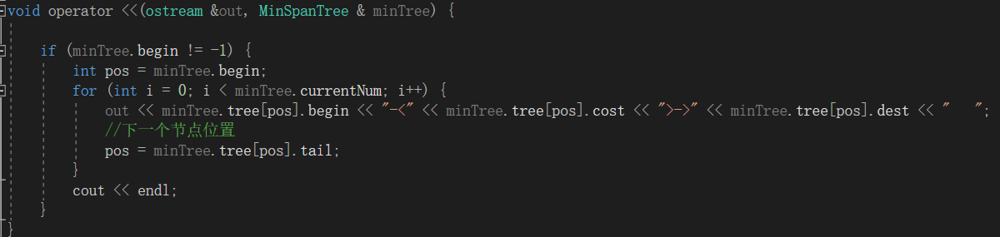 void operator <<(ostream &out, MinSpanTree & minTree) {
if (minTree.begin != -1) {
int pos = minTree.begin;
for (int i = 0; i < minTree.currentNum; i++) {
out << minTree.tree[pos].begin << "-<" << minTree.tree[pos].cost << ">->" << minTree.tree[pos].dest << "   ";
//下一个节点位置
pos = minTree.tree[pos].tail;
}
cout << endl;
}
}